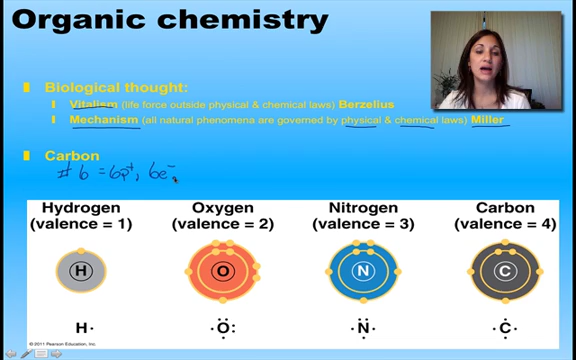 Organic chemistry
Biological thought:
Vitalism (life force outside physical & chemical laws) Berzelius
Mechanism (all natural phenomena are governed by physical & chemical laws) Miller
Carbon
# 6 = 6p+, 6e-
Hydrogen Oxygen Nitrogen Carbon
(valence = 1) (valence = 2) (valence = 3) (valence = 4)
H O N C
H· ·Ö: ·N· ·C·
© 2011 Pearson Education, Inc.